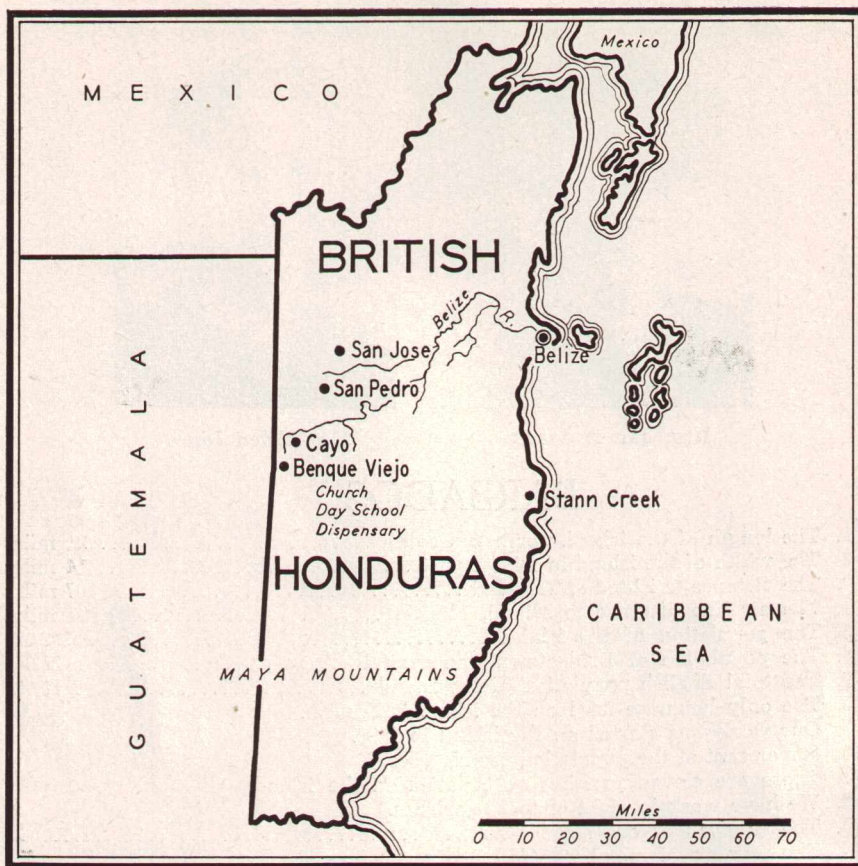 Mexico
MEXICO
BRITISH
Belize R.
Belize
San Jose
San Pedro
Cayo
Benque Viejo
Church
Day School
Dispensary
Stann Creek
HONDURAS
GUATEMALA
CARIBBEAN
SEA
MAYA MOUNTAINS
Miles
0 10 20 30 40 50 60 70